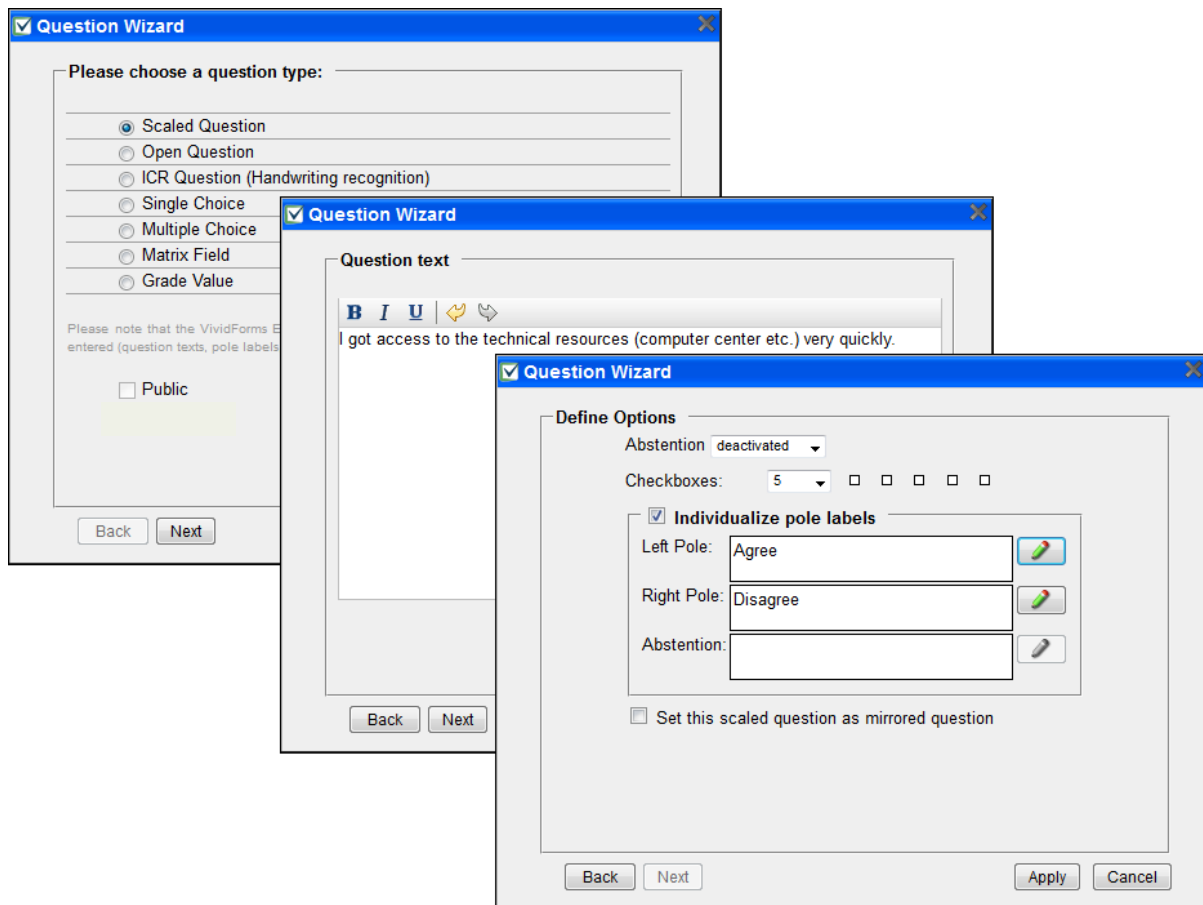 Question Wizard
Please choose a question type:
Scaled Question
Open Question
ICR Question (Handwriting recognition)
Single Choice
Multiple Choice
Matrix Field
Grade Value
Please note that the VividForms E
entered (question texts, pole labels
Public
Back Next
Question Wizard
Question text
B I U
I got access to the technical resources (computer center etc.) very quickly.
Back Next
Question Wizard
Define Options
Abstention deactivated
Checkboxes: 5
Individualize pole labels
Left Pole: Agree
Right Pole: Disagree
Abstention:
Set this scaled question as mirrored question
Back Next Apply Cancel